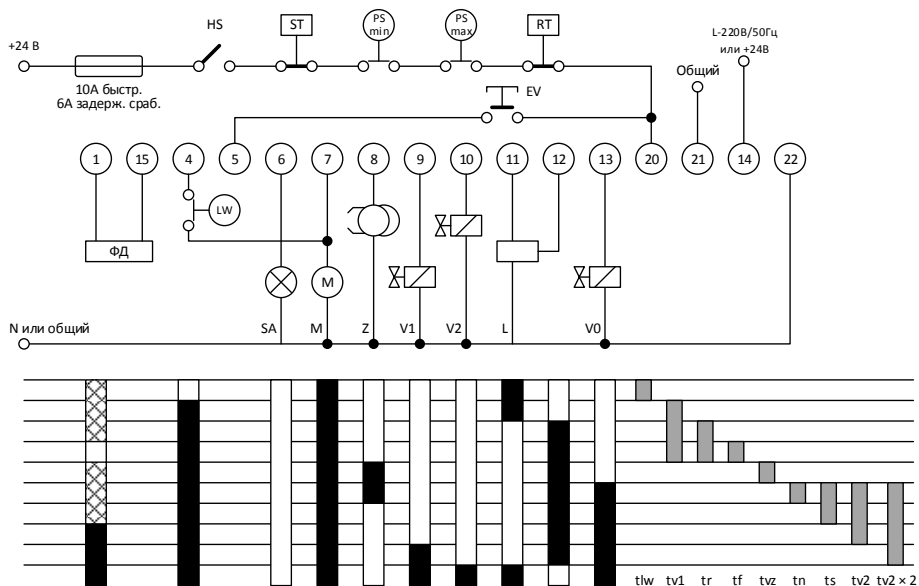 +24 В
HS
ST
PS
min
PS
max
RT
L-220В/50Гц
или +24В
Общий
10А быстр.
6А задерж. сраб.
EV
1
15
4
5
6
7
8
9
10
11
12
13
20
21
14
22
LW
ФД
M
N или общий
SA
M
Z
V1
V2
L
V0
tlw
tv1
tr
tf
tvz
tn
ts
tv2
tv2 × 2